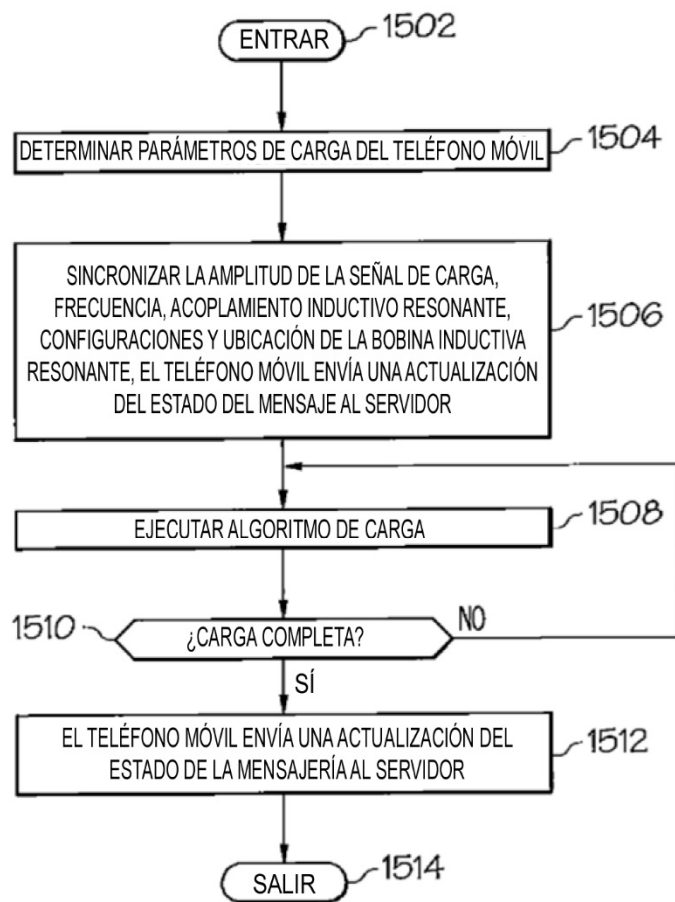 ENTRAR
1502
DETERMINAR PARÁMETROS DE CARGA DEL TELÉFONO MÓVIL
1504
SINCRONIZAR LA AMPLITUD DE LA SEÑAL DE CARGA,
FRECUENCIA, ACOPLAMIENTO INDUCTIVO RESONANTE,
CONFIGURACIONES Y UBICACIÓN DE LA BOBINA INDUCTIVA
RESONANTE, EL TELÉFONO MÓVIL ENVÍA UNA ACTUALIZACIÓN
DEL ESTADO DEL MENSAJE AL SERVIDOR
1506
EJECUTAR ALGORITMO DE CARGA
1508
1510
¿CARGA COMPLETA?
NO
SÍ
EL TELÉFONO MÓVIL ENVÍA UNA ACTUALIZACIÓN DEL
ESTADO DE LA MENSAJERÍA AL SERVIDOR
1512
SALIR
1514